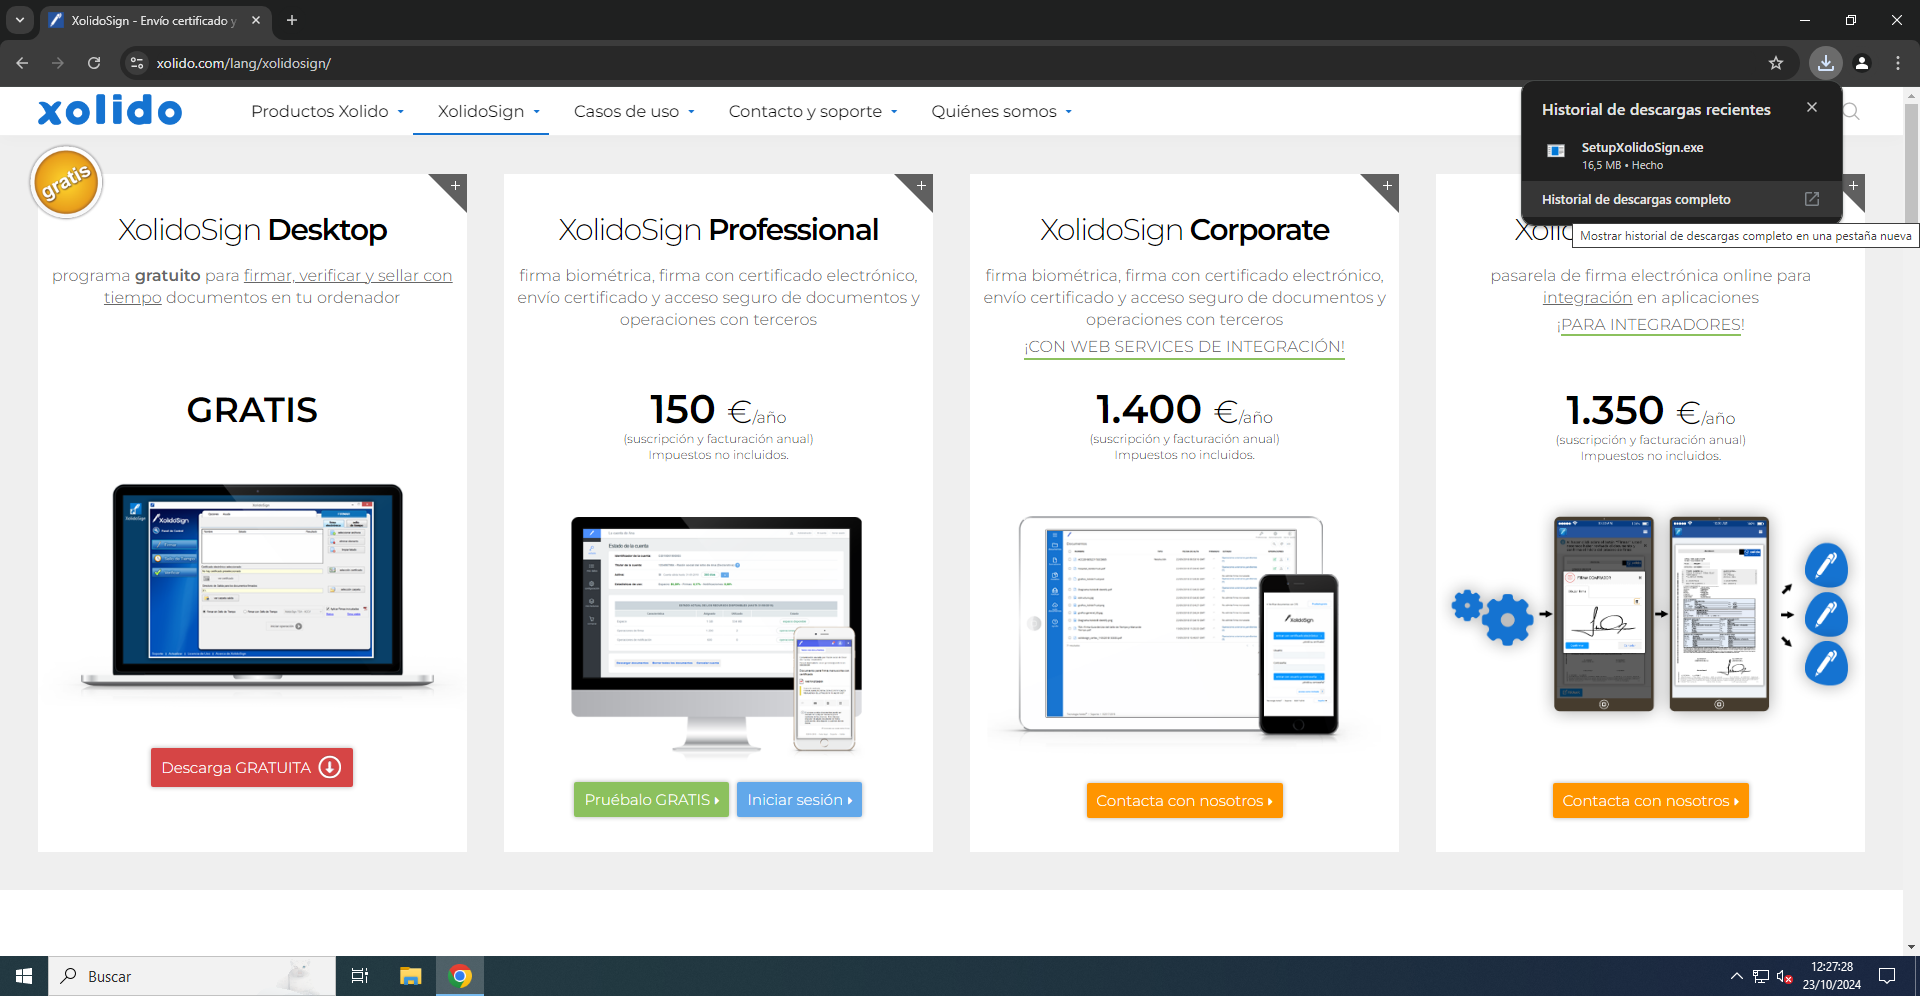 XolidoSign - Envío certificado y
xolido.com/lang/xolidosign/
xolido
Productos Xolido
XolidoSign
Casos de uso
Contacto y soporte
Quiénes somos
Historial de descargas recientes
SetupXolidoSign.exe
16,5 MB • Hecho
Historial de descargas completo
Mostrar historial de descargas completo en una pestaña nueva
gratis
XolidoSign Desktop
programa gratuito para firmar, verificar y sellar con
tiempo documentos en tu ordenador
GRATIS
Descarga GRATUITA
XolidoSign Professional
firma biométrica, firma con certificado electrónico,
envío certificado y acceso seguro de documentos y
operaciones con terceros
150 €/año
(suscripción y facturación anual)
Impuestos no incluidos.
Pruébalo GRATIS
Iniciar sesión
XolidoSign Corporate
firma biométrica, firma con certificado electrónico,
envío certificado y acceso seguro de documentos y
operaciones con terceros
¡CON WEB SERVICES DE INTEGRACIÓN!
1.400 €/año
(suscripción y facturación anual)
Impuestos no incluidos.
XolidoSign
Contacta con nosotros
pasarela de firma electrónica online para
integración en aplicaciones
¡PARA INTEGRADORES!
1.350 €/año
(suscripción y facturación anual)
Impuestos no incluidos.
Contacta con nosotros
Buscar
12:27:28
23/10/2024